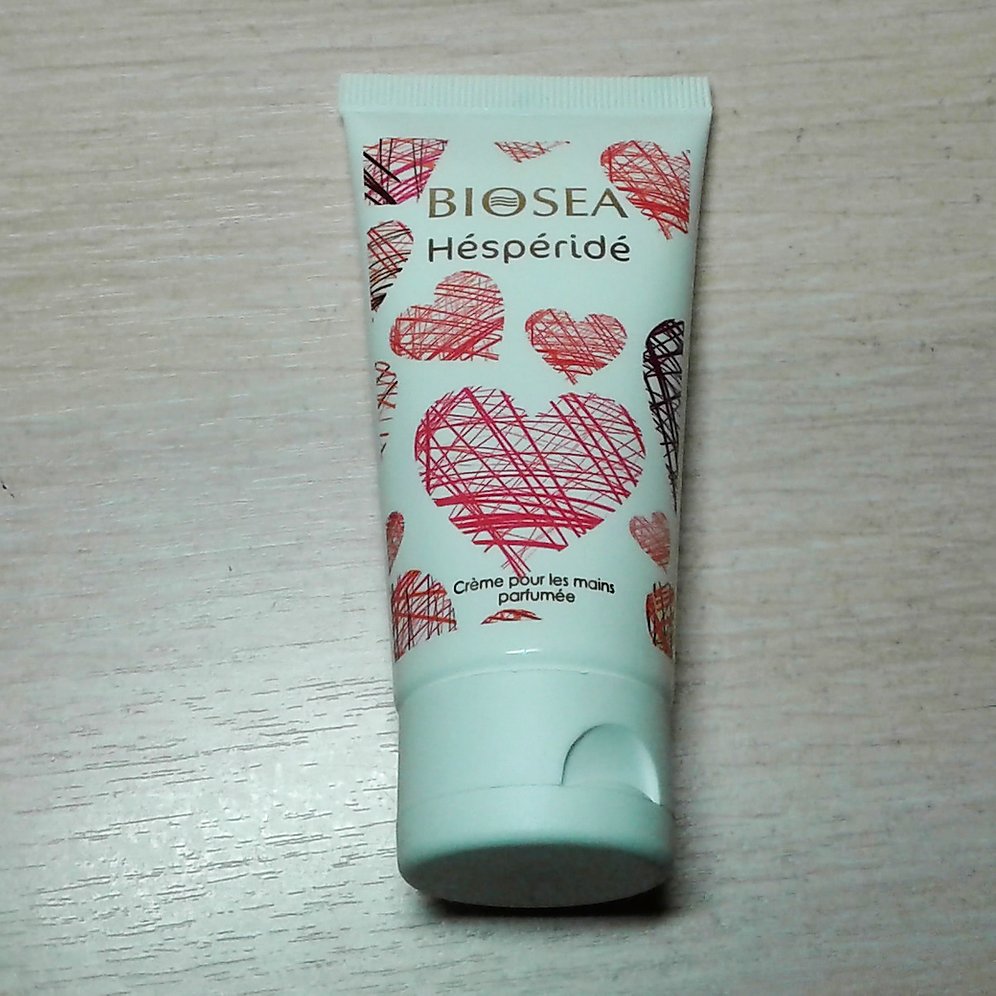 BIOSEA
Héspéridé
Crème pour les mains
parfumée